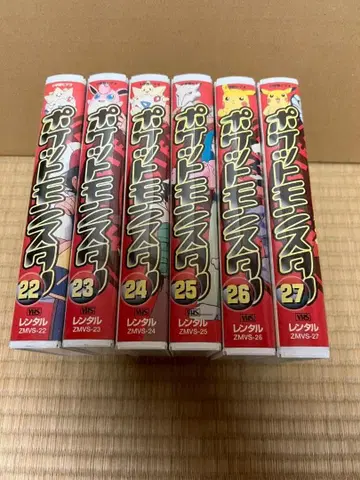 ポケットモンスター
22
VHS
レンタル
ZMVS-22
ポケットモンスター
23
VHS
レンタル
ZMVS-23
ポケットモンスター
24
VHS
レンタル
ZMVS-24
ポケットモンスター
25
VHS
レンタル
ZMVS-25
ポケットモンスター
26
VHS
レンタル
ZMVS-26
ポケットモンスター
27
VHS
レンタル
ZMVS-27